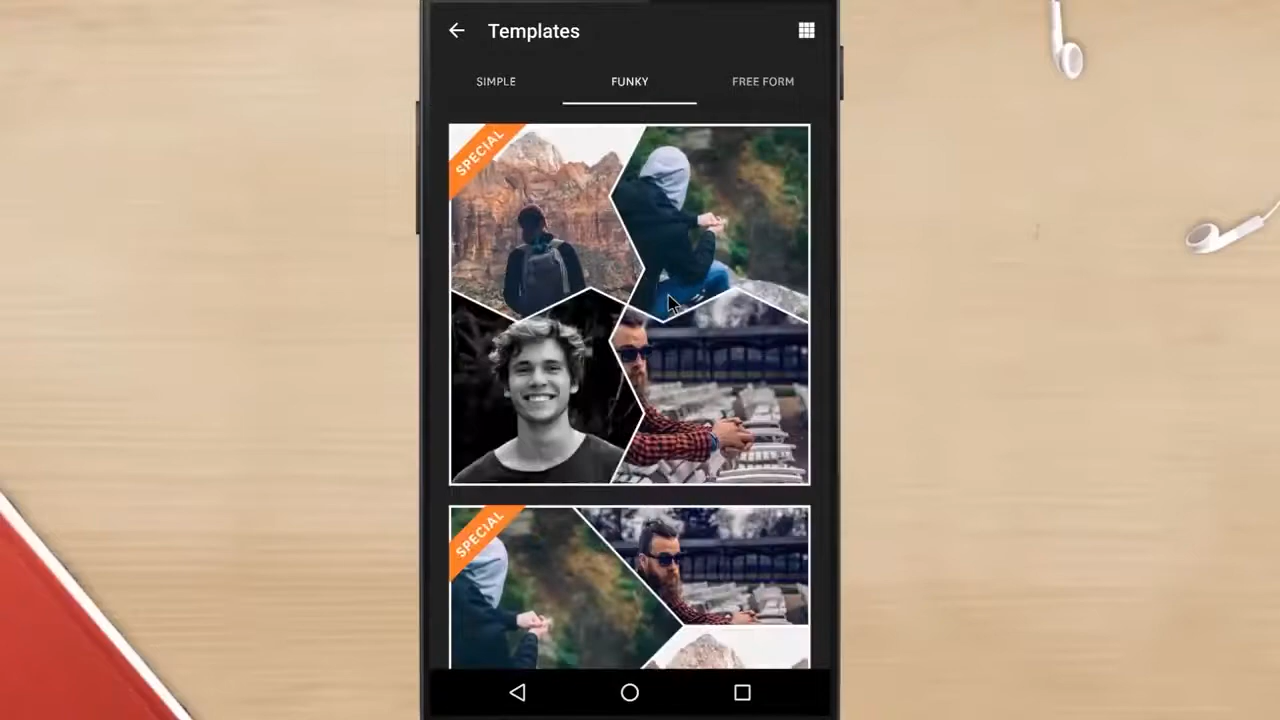 Templates
SIMPLE
FUNKY
FREE FORM
SPECIAL
SPECIAL